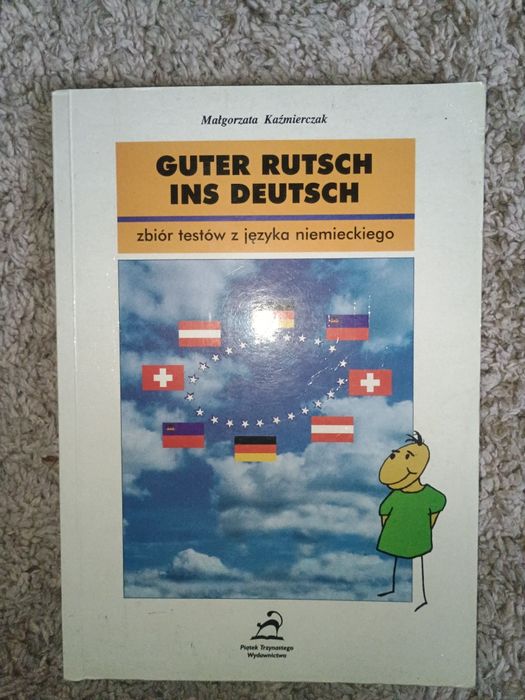 Małgorzata Kaźmierczak
GUTER RUTSCH
INS DEUTSCH
zbiór testów z języka niemieckiego
Piątek Trzynastego
Wydawnictwo